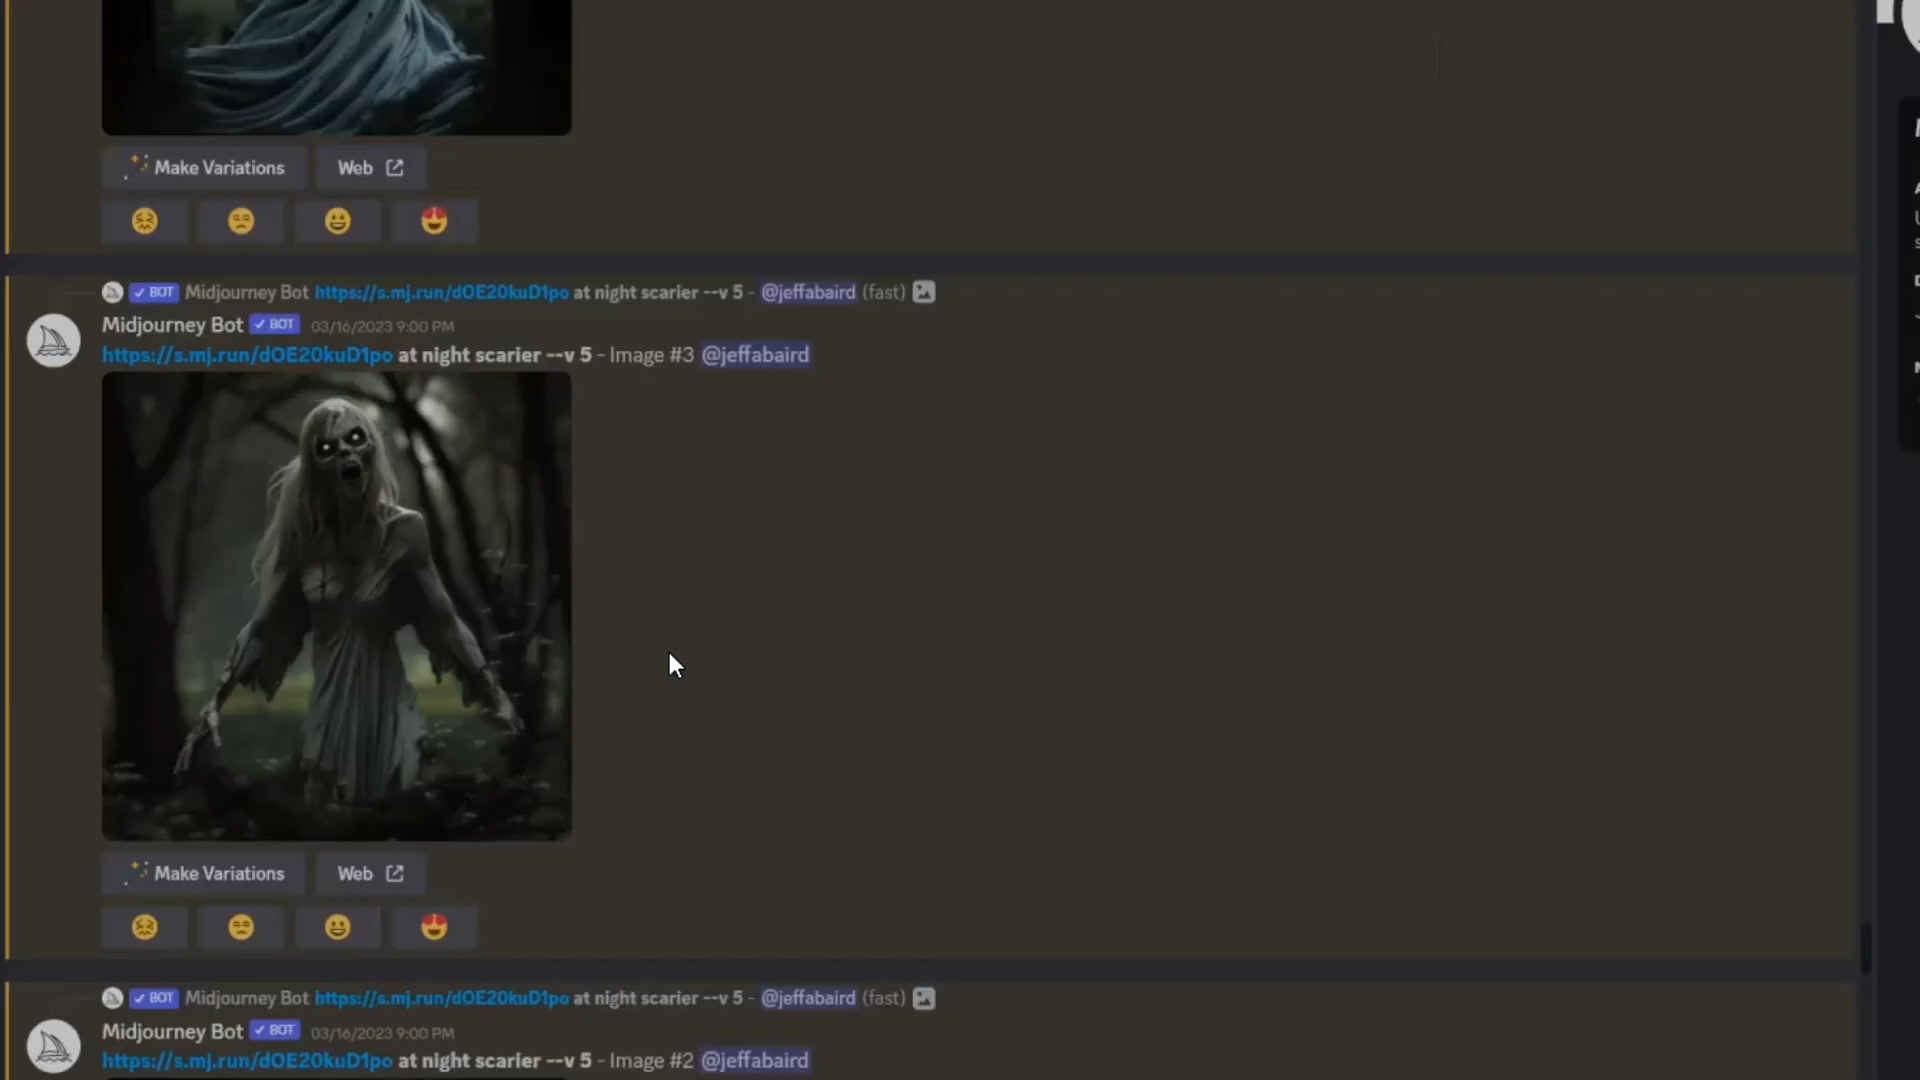 Make Variations Web
BOT Midjourney Bot https://s.mj.run/dOE20kuD1po at night scarier --v 5 - @jeffabaird (fast)
Midjourney Bot BOT 03/16/2023 9:00 PM
https://s.mj.run/dOE20kuD1po at night scarier --v 5 - Image #3 @jeffabaird
Make Variations Web
BOT Midjourney Bot https://s.mj.run/dOE20kuD1po at night scarier --v 5 - @jeffabaird (fast)
Midjourney Bot BOT 03/16/2023 9:00 PM
https://s.mj.run/dOE20kuD1po at night scarier --v 5 - Image #2 @jeffabaird